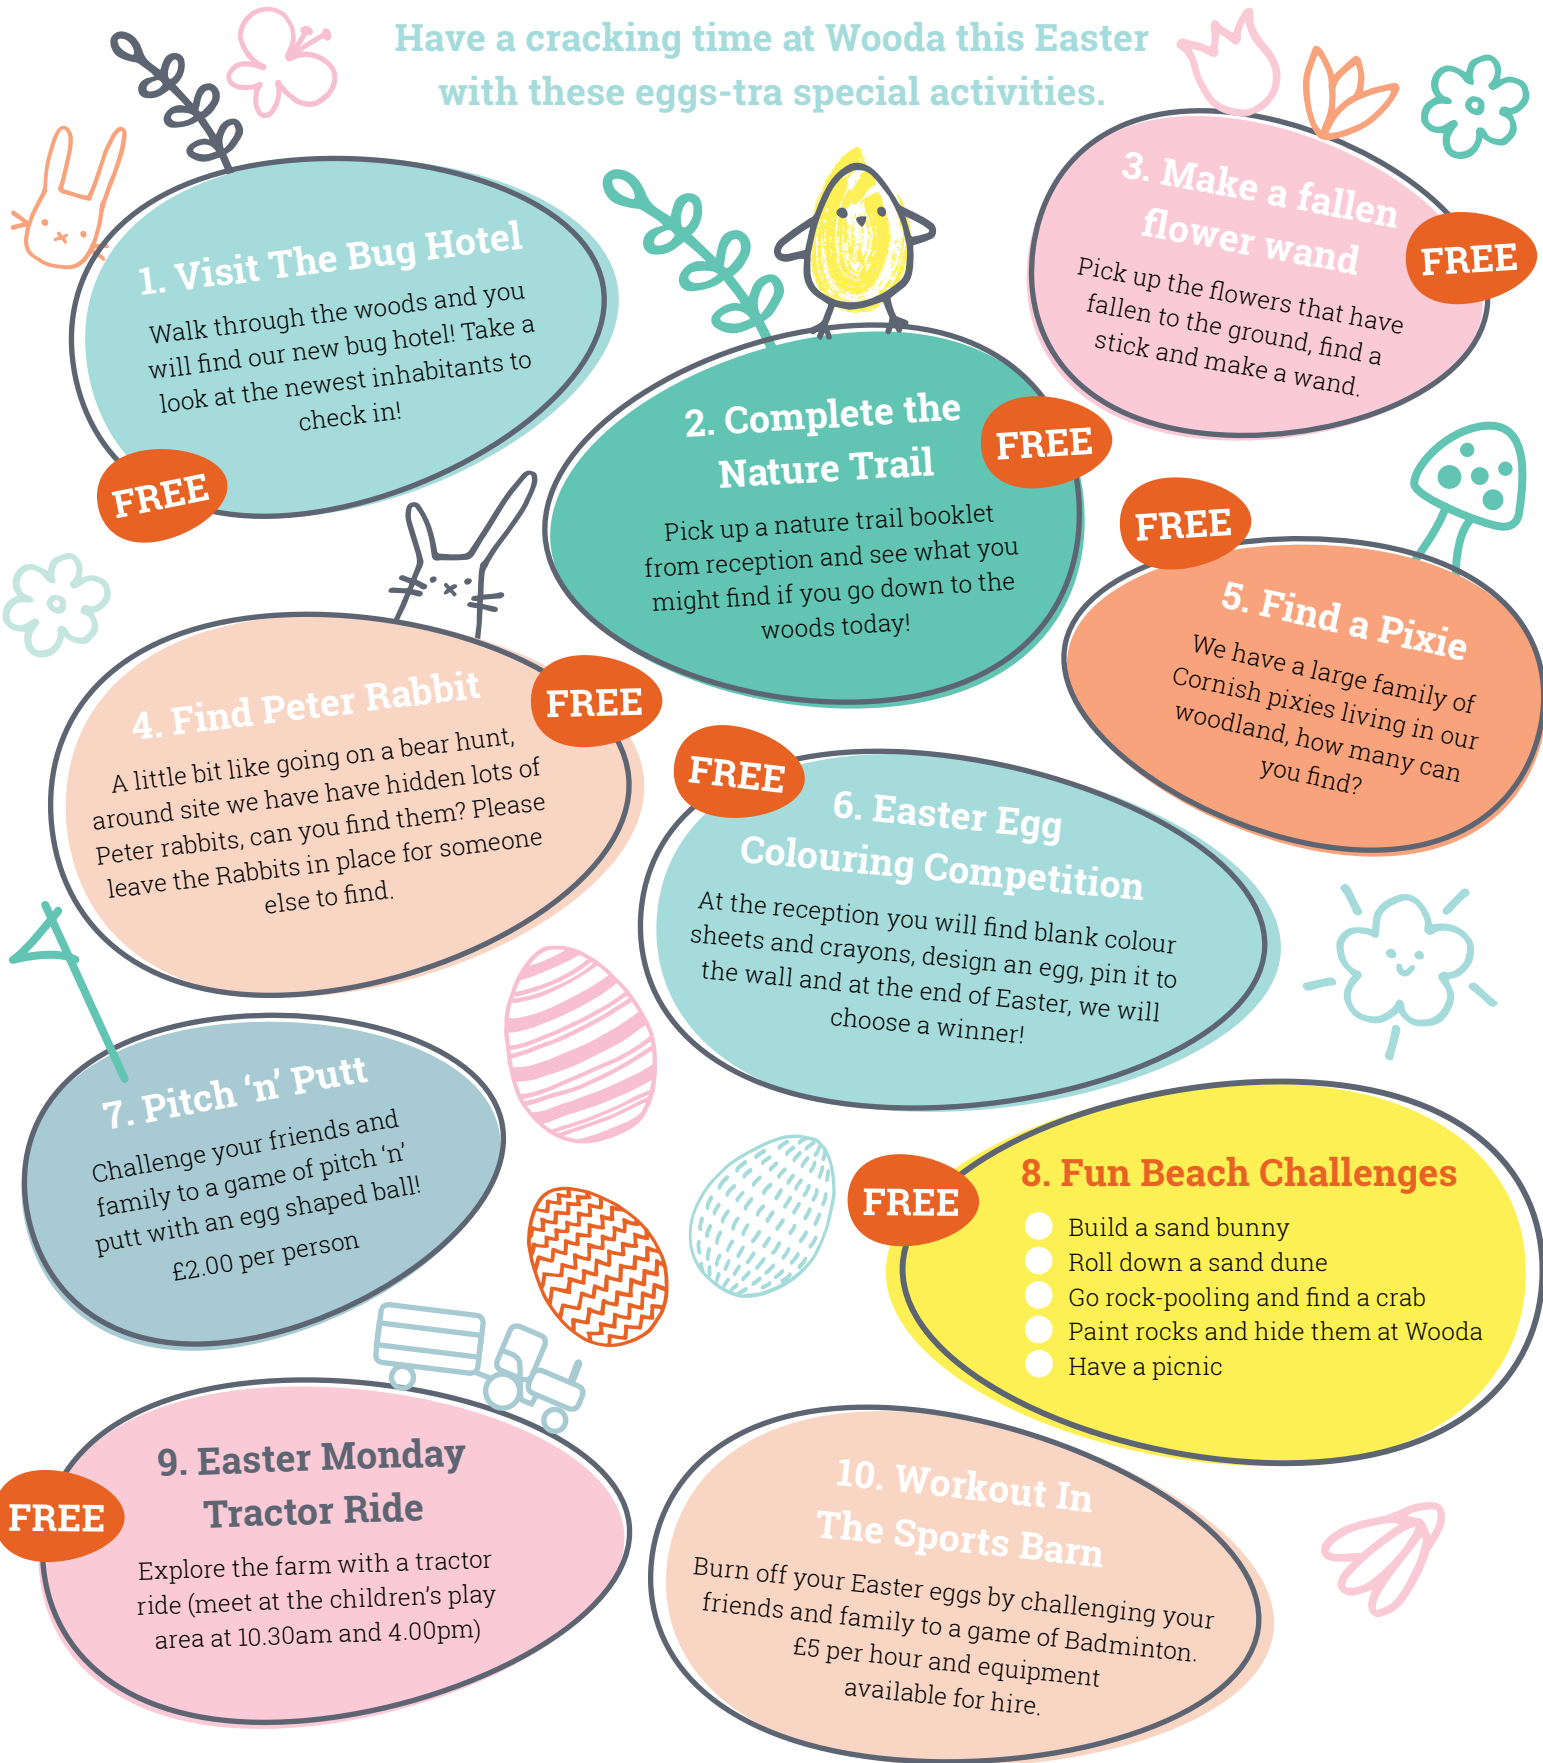 Have a cracking time at Wooda this Easter
with these eggs-tra special activities.
1. Visit The Bug Hotel
Walk through the woods and you
will find our new bug hotel! Take a
look at the newest inhabitants to
check in!
FREE
2. Complete the
Nature Trail
FREE
Pick up a nature trail booklet
from reception and see what you
might find if you go down to the
woods today!
3. Make a fallen
flower wand
FREE
Pick up the flowers that have
fallen to the ground, find a
stick and make a wand.
4. Find Peter Rabbit
FREE
A little bit like going on a bear hunt,
around site we have have hidden lots of
Peter rabbits, can you find them? Please
leave the Rabbits in place for someone
else to find.
FREE
5. Find a Pixie
We have a large family of
Cornish pixies living in our
woodland, how many can
you find?
FREE
6. Easter Egg
Colouring Competition
At the reception you will find blank colour
sheets and crayons, design an egg, pin it to
the wall and at the end of Easter, we will
choose a winner!
7. Pitch ‘n’ Putt
Challenge your friends and
family to a game of pitch ‘n’
putt with an egg shaped ball!
£2.00 per person
FREE
8. Fun Beach Challenges
Build a sand bunny
Roll down a sand dune
Go rock-pooling and find a crab
Paint rocks and hide them at Wooda
Have a picnic
9. Easter Monday
Tractor Ride
FREE
Explore the farm with a tractor
ride (meet at the children’s play
area at 10.30am and 4.00pm)
10. Workout In
The Sports Barn
Burn off your Easter eggs by challenging your
friends and family to a game of Badminton.
£5 per hour and equipment
available for hire.